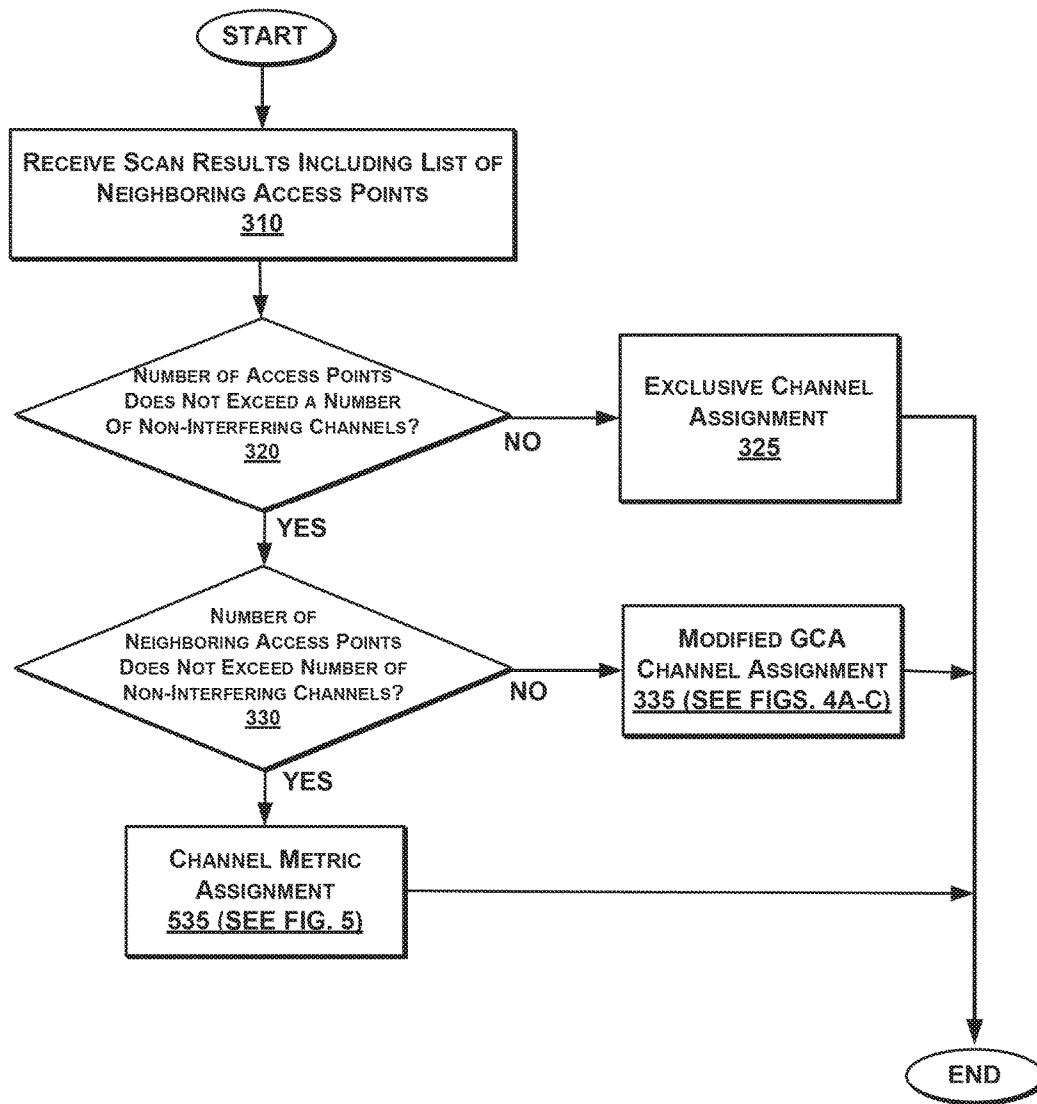 START
RECEIVE SCAN RESULTS INCLUDING LIST OF
NEIGHBORING ACCESS POINTS
310
NUMBER OF ACCESS POINTS
DOES NOT EXCEED A NUMBER
OF NON-INTERFERING CHANNELS?
320
NO
EXCLUSIVE CHANNEL
ASSIGNMENT
325
YES
NUMBER OF
NEIGHBORING ACCESS POINTS
DOES NOT EXCEED NUMBER OF
NON-INTERFERING CHANNELS?
330
NO
MODIFIED GCA
CHANNEL ASSIGNMENT
335 (SEE FIGS. 4A-C)
YES
CHANNEL METRIC
ASSIGNMENT
535 (SEE FIG. 5)
END